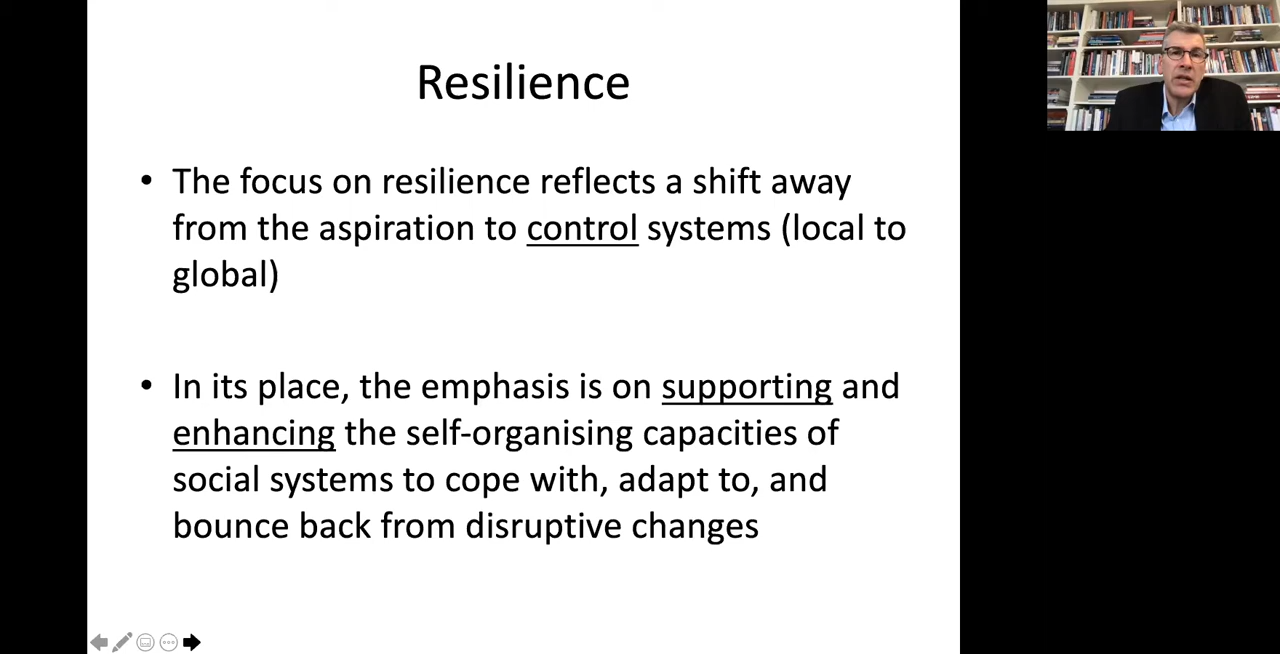 Resilience
• The focus on resilience reflects a shift away
from the aspiration to control systems (local to
global)
• In its place, the emphasis is on supporting and
enhancing the self-organising capacities of
social systems to cope with, adapt to, and
bounce back from disruptive changes